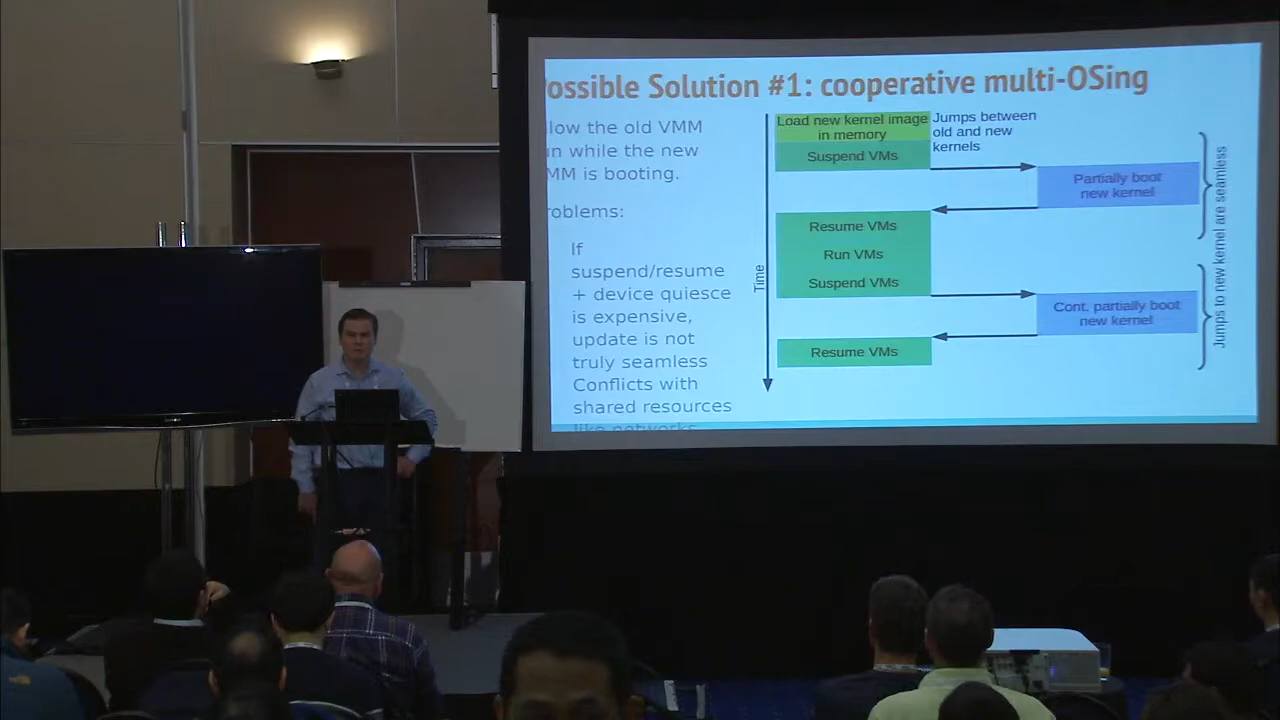 ossible Solution #1: cooperative multi-OSing
low the old VMM
n while the new
MM is booting.
oblems:
If
suspend/resume
+ device quiesce
is expensive,
update is not
truly seamless
Conflicts with
shared resources
like networks
Time
Load new kernel image
in memory
Suspend VMs
Jumps between
old and new
kernels
Partially boot
new kernel
Resume VMs
Run VMs
Suspend VMs
Cont. partially boot
new kernel
Resume VMs
Jumps to new kernel are seamless